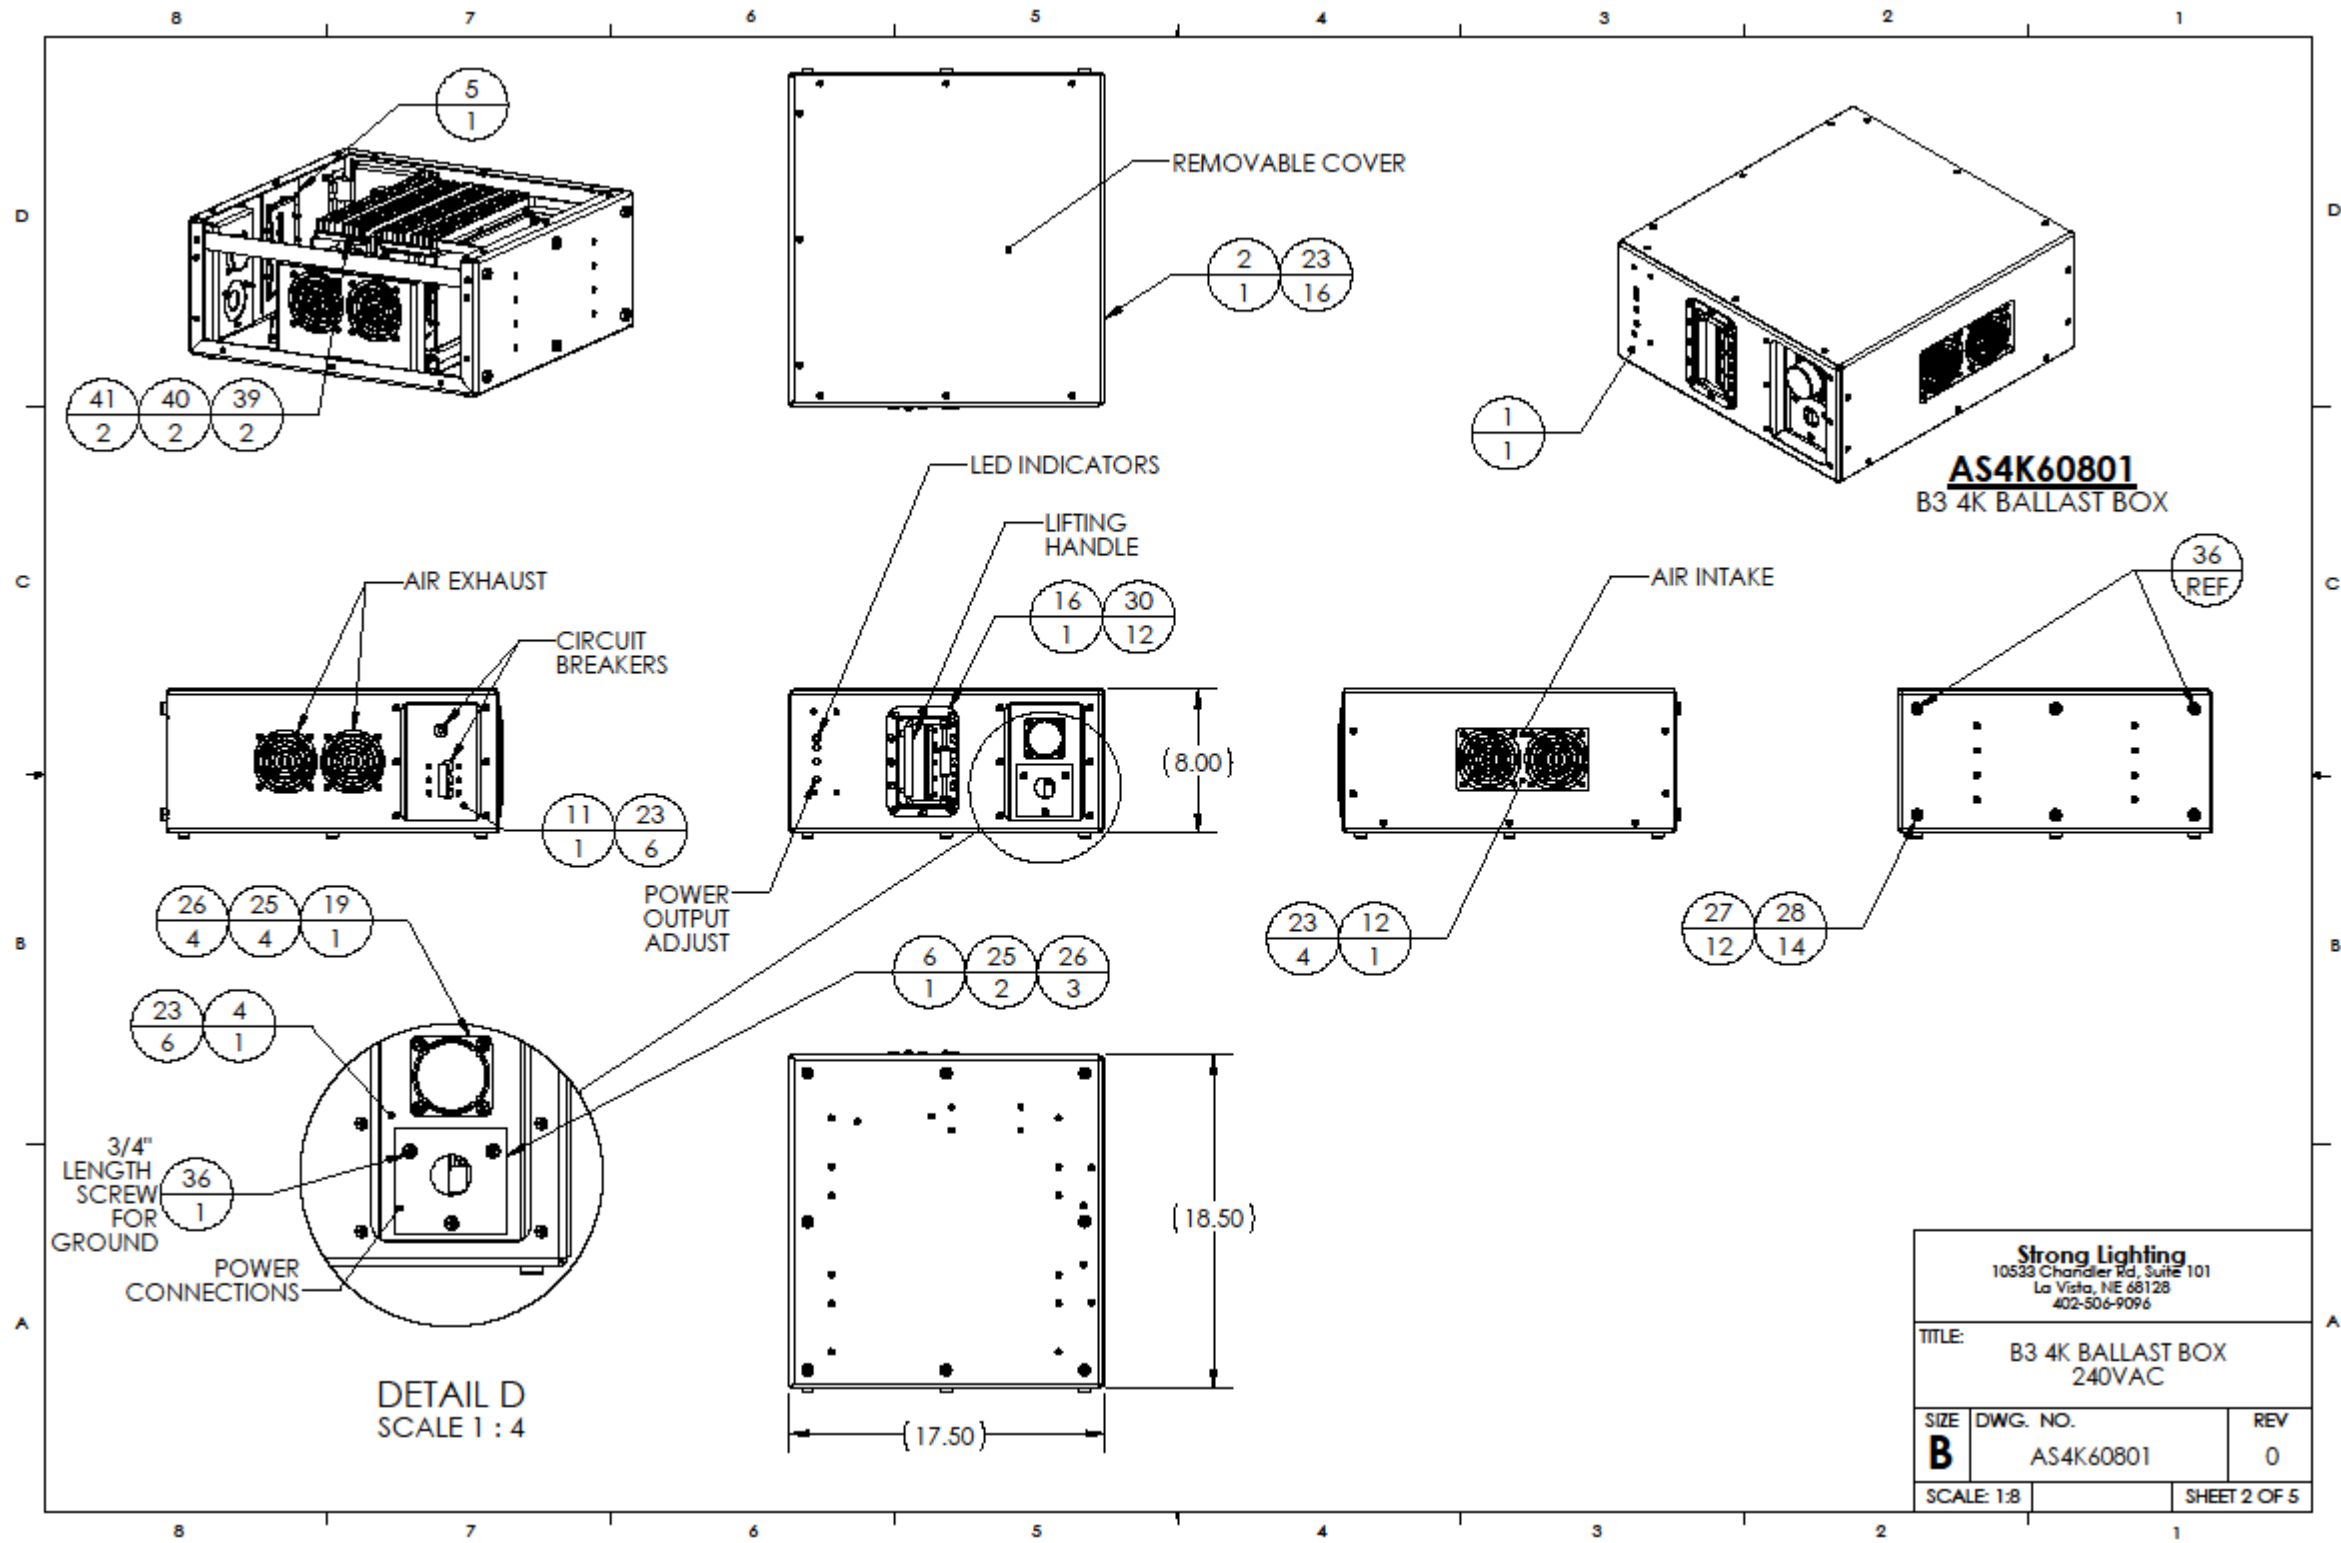 8 7 6 5 4 3 2 1
D
D
C
C
B
B
A
A
5
1
41 40 39
2 2 2
REMOVABLE COVER
2 23
1 16
1
1
AS4K60801
B3 4K BALLAST BOX
LED INDICATORS
LIFTING
HANDLE
16 30
1 12
AIR EXHAUST
CIRCUIT
BREAKERS
11 23
1 6
POWER
OUTPUT
ADJUST
(8.00)
AIR INTAKE
23 12
4 1
36
REF
27 28
12 14
26 25 19
4 4 1
23 4
6 1
6 25 26
1 2 3
3/4"
LENGTH
SCREW
FOR
GROUND
36
1
POWER
CONNECTIONS
DETAIL D
SCALE 1 : 4
(18.50)
(17.50)
Strong Lighting
10533 Chandler Rd, Suite 101
La Vista, NE 68128
402-506-9096
TITLE:
B3 4K BALLAST BOX
240VAC
SIZE DWG. NO. REV
B AS4K60801 0
SCALE: 1:8 SHEET 2 OF 5
8 7 6 5 4 3 2 1